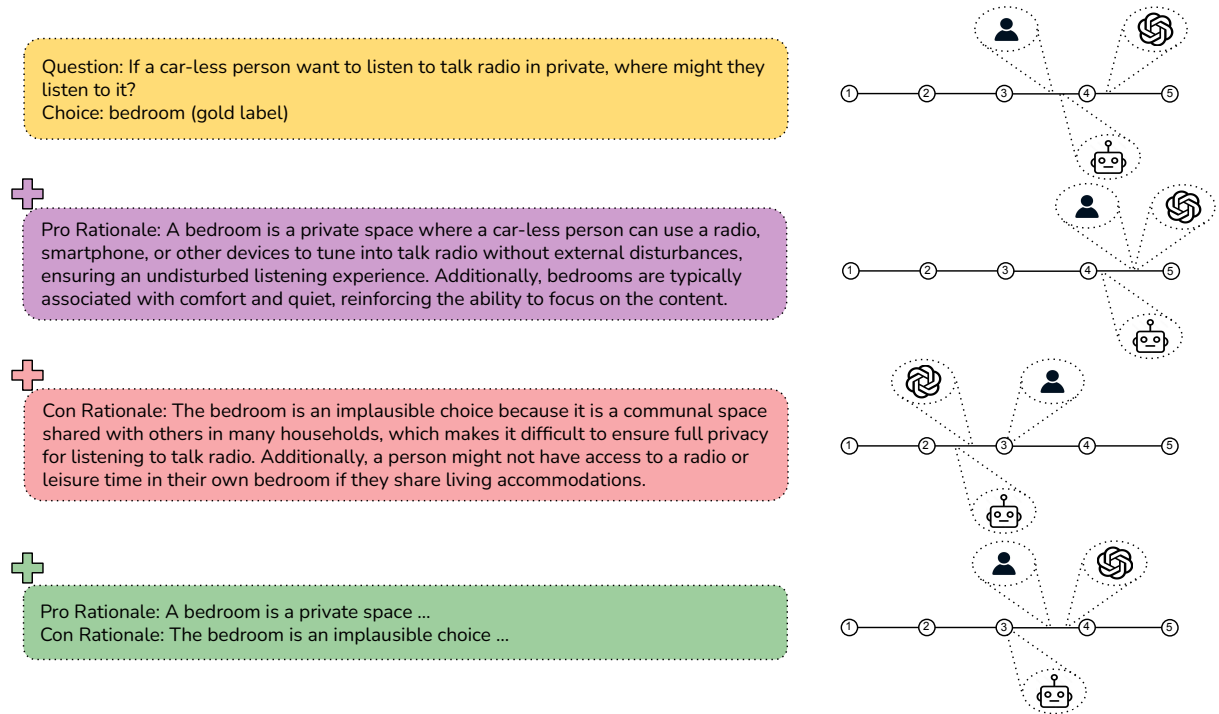 Question: If a car-less person want to listen to talk radio in private, where might they
listen to it?
Choice: bedroom (gold label)
1 2 3 4 5
Pro Rationale: A bedroom is a private space where a car-less person can use a radio,
smartphone, or other devices to tune into talk radio without external disturbances,
ensuring an undisturbed listening experience. Additionally, bedrooms are typically
associated with comfort and quiet, reinforcing the ability to focus on the content.
1 2 3 4 5
Con Rationale: The bedroom is an implausible choice because it is a communal space
shared with others in many households, which makes it difficult to ensure full privacy
for listening to talk radio. Additionally, a person might not have access to a radio or
leisure time in their own bedroom if they share living accommodations.
1 2 3 4 5
Pro Rationale: A bedroom is a private space ...
Con Rationale: The bedroom is an implausible choice ...
1 2 3 4 5